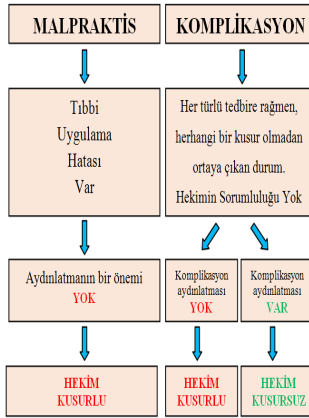 MALPRAKTİS
KOMPLİKASYON
Tıbbi
Uygulama
Hatası
Var
Her türlü tedbire rağmen,
herhangi bir kusur olmadan
ortaya çıkan durum.
Hekimin Sorumluluğu Yok
Aydınlatmanın bir önemi
YOK
Komplikasyon
aydınlatması
YOK
Komplikasyon
aydınlatması
VAR
HEKİM
KUSURLU
HEKİM
KUSURLU
HEKİM
KUSURSUZ